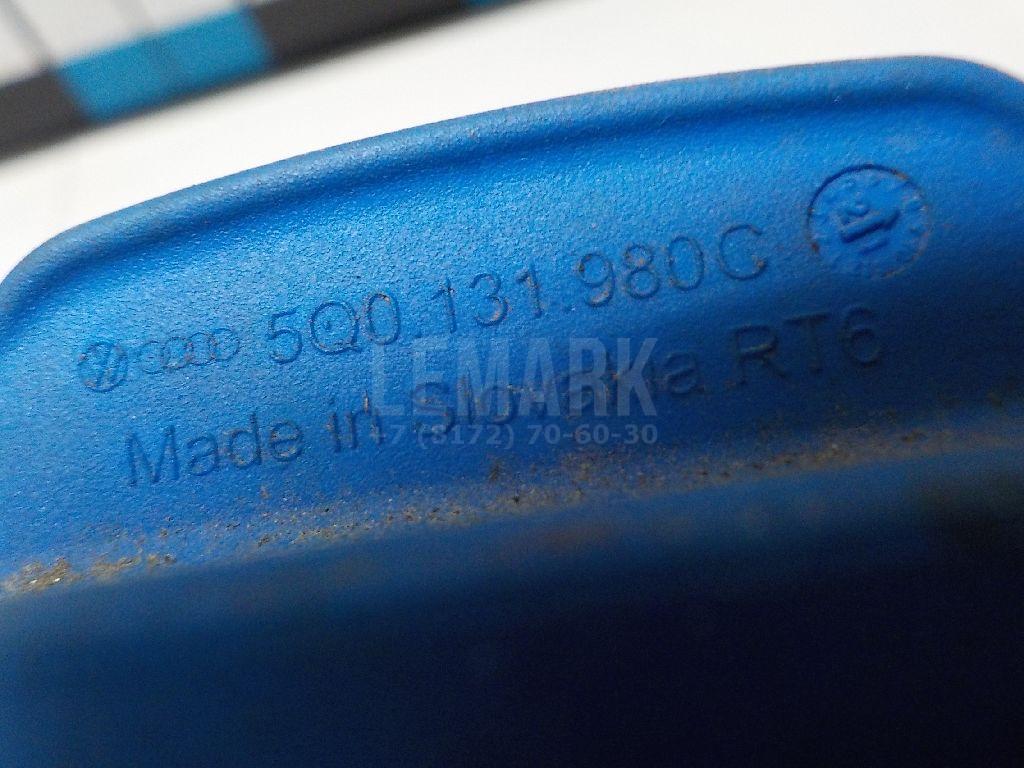 5Q0.131.980C
Made in Slovakia RT6
LEMARK
+7 (8172) 70-60-30